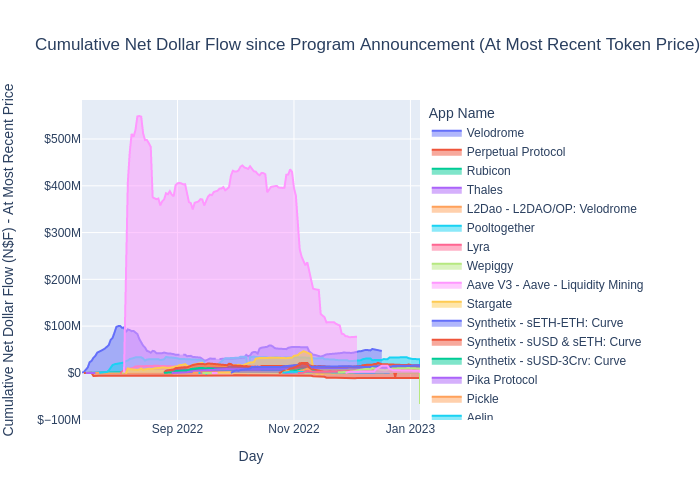 Cumulative Net Dollar Flow since Program Announcement (At Most Recent Token Price)
Cumulative Net Dollar Flow (N$F) - At Most Recent Price
$500M
$400M
$300M
$200M
$100M
$0
−$100M
Sep 2022
Nov 2022
Jan 2023
Day
App Name
Velodrome
Perpetual Protocol
Rubicon
Thales
L2Dao - L2DAO/OP: Velodrome
Pooltogether
Lyra
Wepiggy
Aave V3 - Aave - Liquidity Mining
Stargate
Synthetix - sETH-ETH: Curve
Synthetix - sUSD & sETH: Curve
Synthetix - sUSD-3Crv: Curve
Pika Protocol
Pickle
Aelin